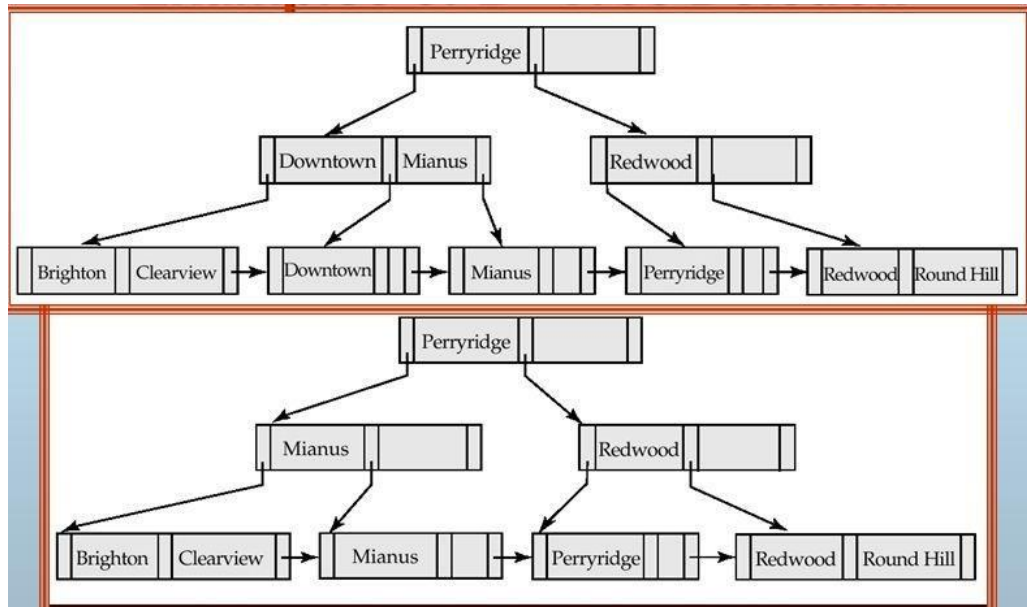 Perryridge
Downtown Mianus Redwood
Brighton Clearview Downtown Mianus Perryridge Redwood Round Hill
Perryridge
Mianus Redwood
Brighton Clearview Mianus Perryridge Redwood Round Hill